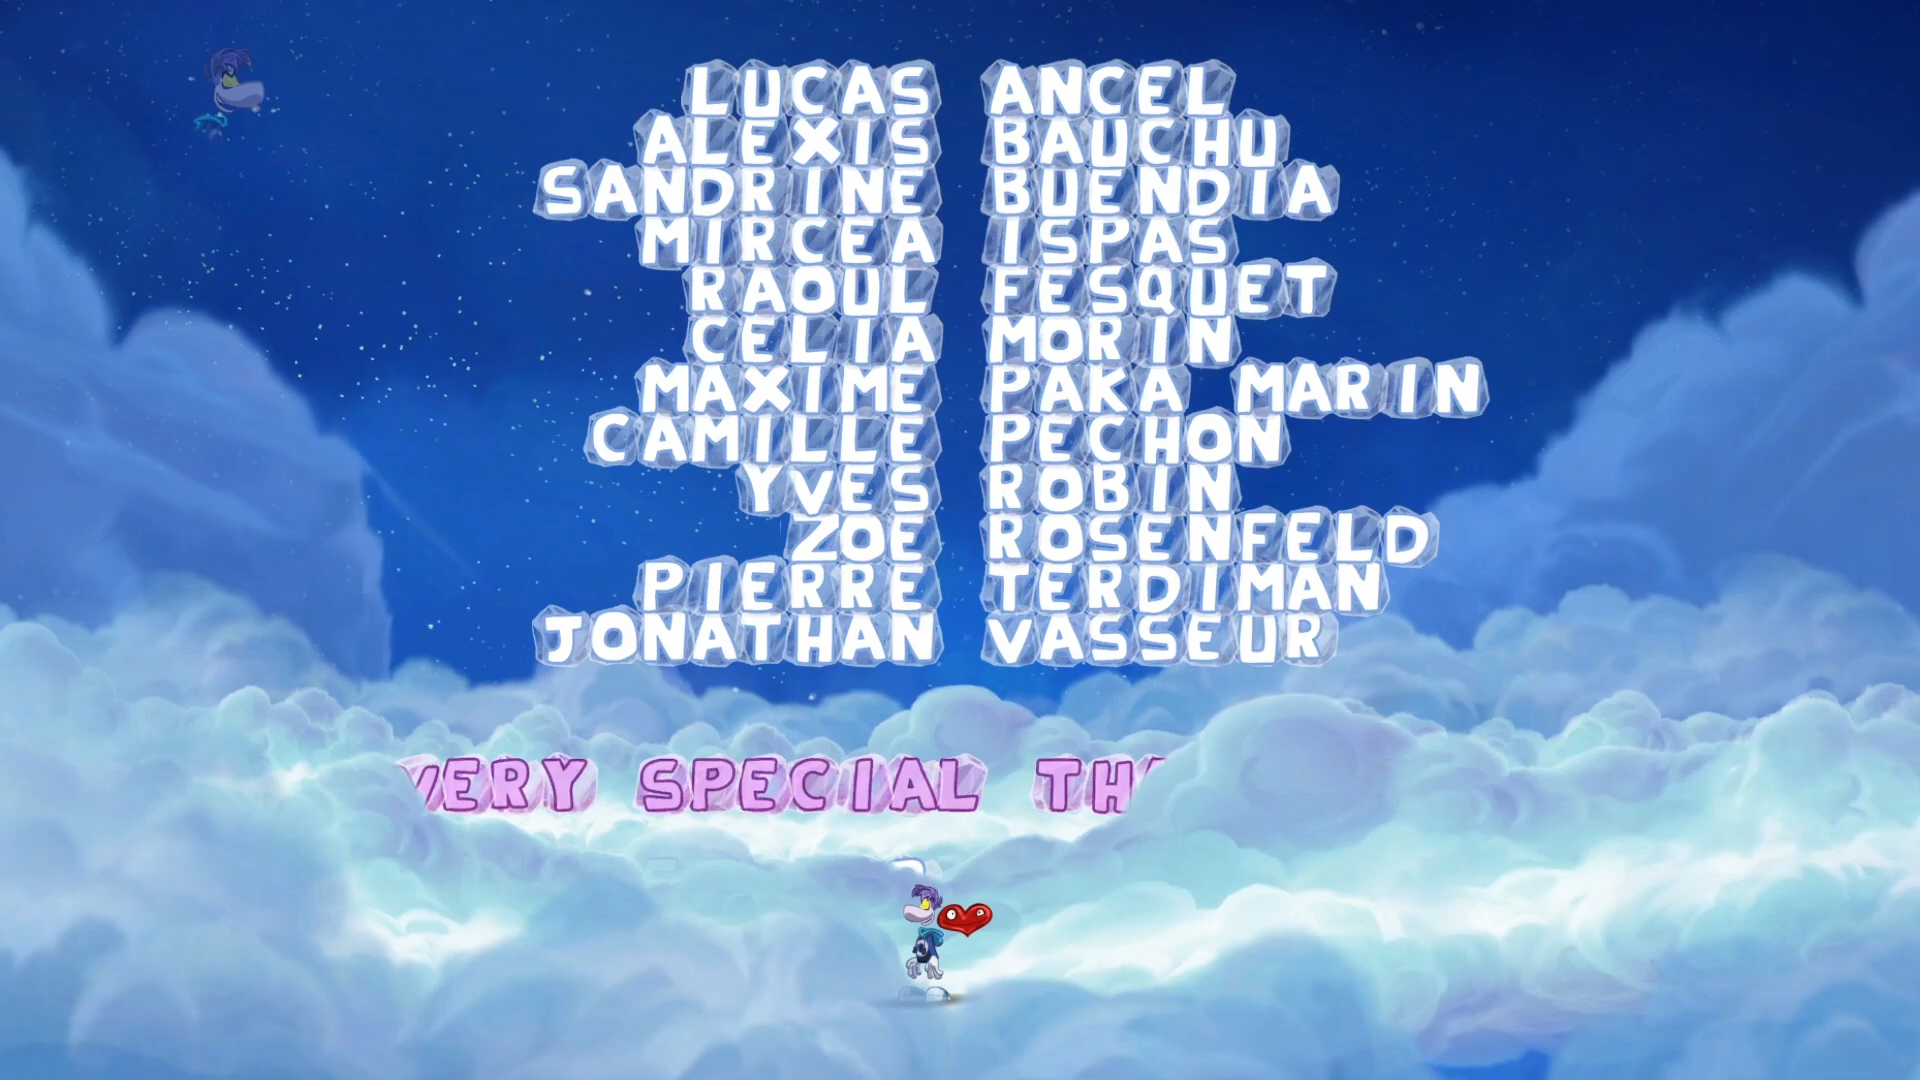 LUCAS ANCEL
ALEXIS BAUCHU
SANDRINE BUENDIA
MIRCEA ISPAS
RAOUL FESQUET
CELIA MORIN
MAXIME PAKA MARIN
CAMILLE PECHON
YVES ROBIN
ZOE ROSENFELD
PIERRE TERDIMAN
JONATHAN VASSEUR
VERY SPECIAL